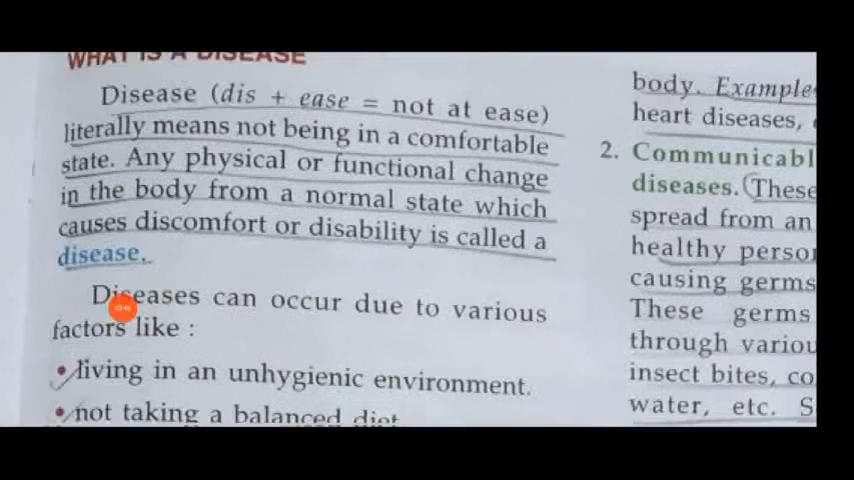 WHAT IS A DISEASE
Disease (dis + ease = not at ease)
literally means not being in a comfortable
state. Any physical or functional change
in the body from a normal state which
causes discomfort or disability is called a
disease.
Diseases can occur due to various
factors like :
• living in an unhygienic environment.
• not taking a balanced diet
body. Example
heart diseases,
2. Communicabl
diseases. (These
spread from an
healthy person
causing germs
These germs
through variou
insect bites, co
water, etc. S